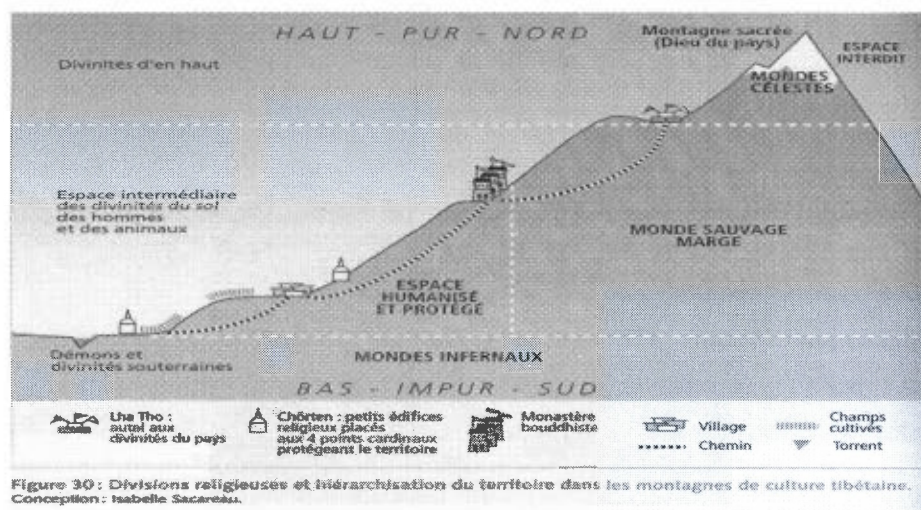 HAUT - PUR - NORD
Montagne sacrée
(Dieu du pays)
ESPACE
INTERDIT
Divinités d'en haut
MONDES
CÉLESTES
Espace intermédiaire
des divinités du sol
des hommes
et des animaux
MONDE SAUVAGE
MARGE
ESPACE
HUMANISÉ
ET PROTÉGÉ
Démons et
divinités souterraines
MONDES INFERNAUX
BAS - IMPUR - SUD
Lha Tho :
autel aux
divinités du pays
Chörten : petits édifices
religieux placés
aux 4 points cardinaux
protégeant le territoire
Monastère
bouddhiste
Village
Chemin
Champs
cultivés
Torrent
Figure 30 : Divisions religieuses et hiérarchisation du territoire dans les montagnes de culture tibétaine.
Conception : Isabelle Sacareau.